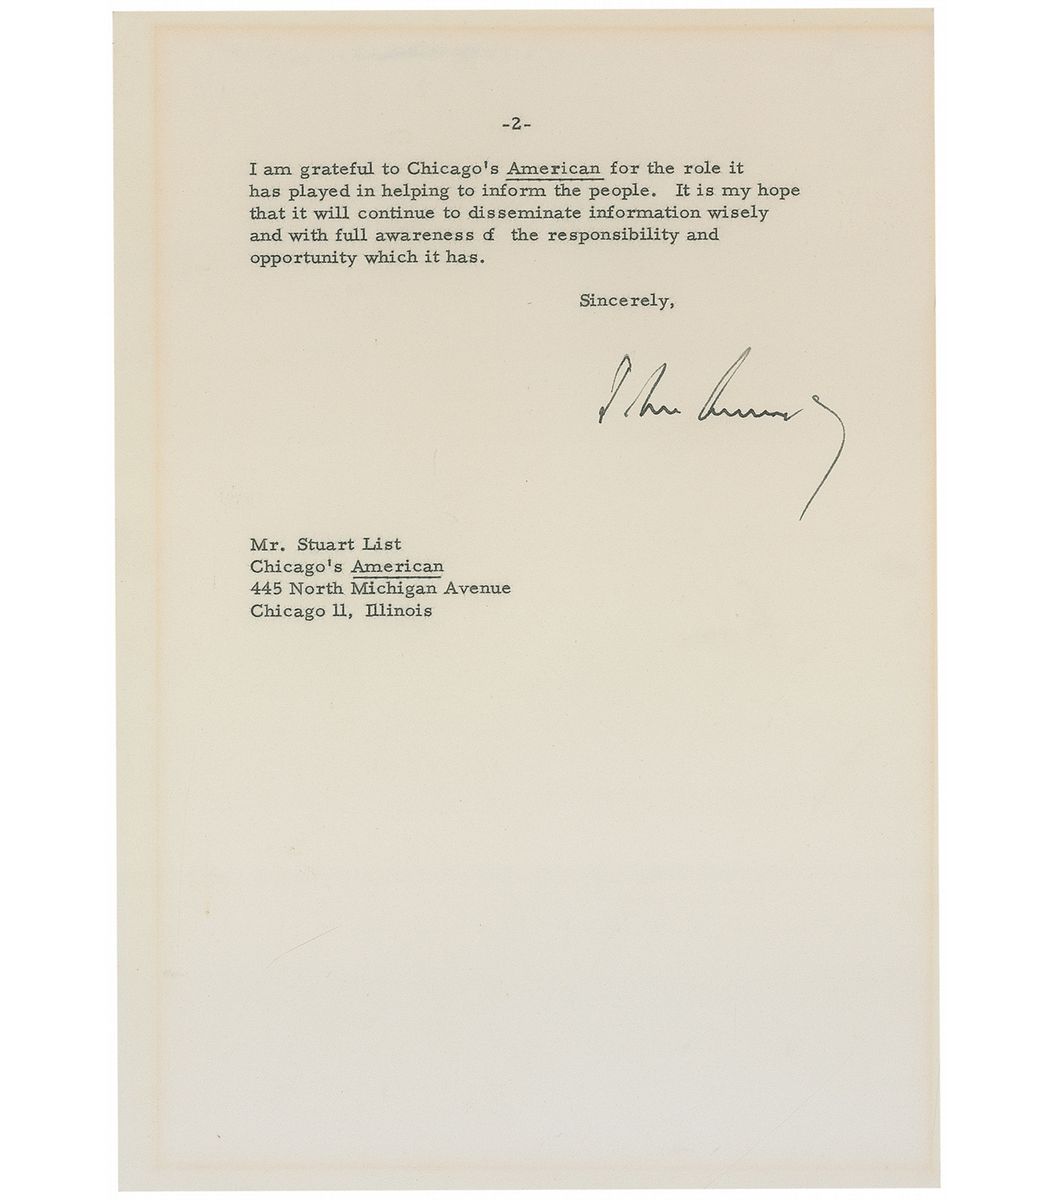 -2-
I am grateful to Chicago's American for the role it
has played in helping to inform the people. It is my hope
that it will continue to disseminate information wisely
and with full awareness of the responsibility and
opportunity which it has.
Sincerely,
Mr. Stuart List
Chicago's American
445 North Michigan Avenue
Chicago 11, Illinois